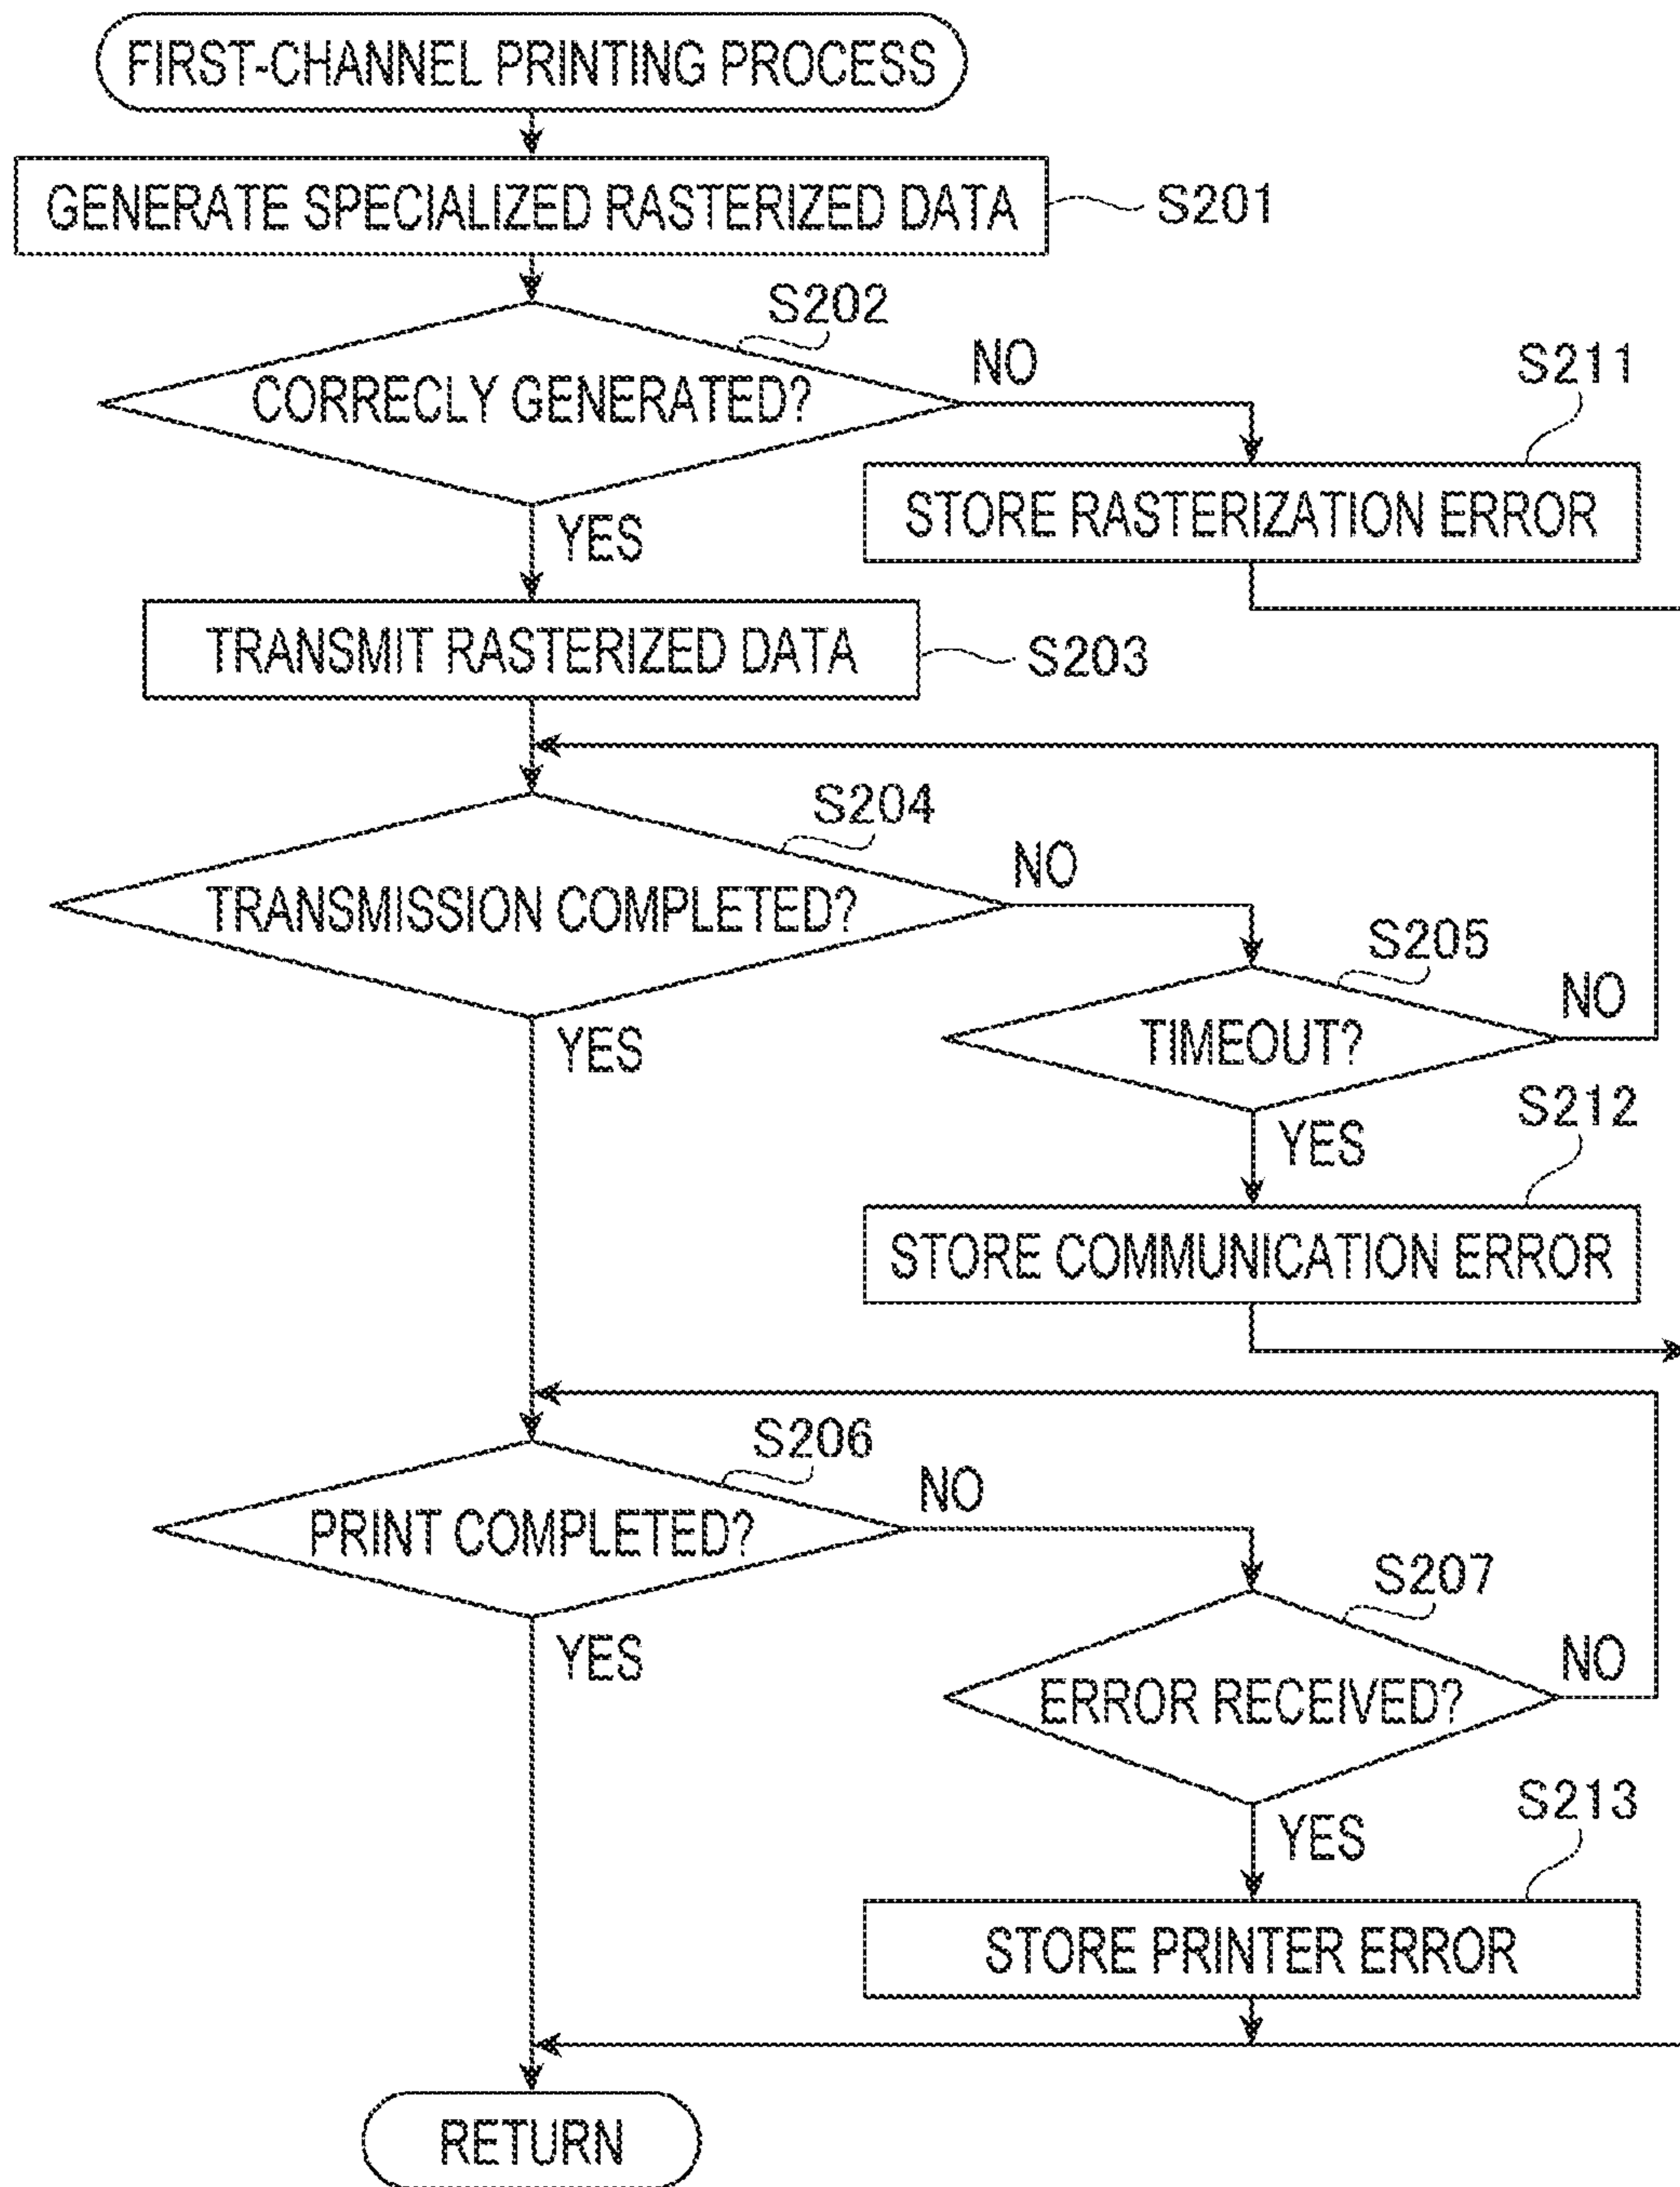 FIRST-CHANNEL PRINTING PROCESS
GENERATE SPECIALIZED RASTERIZED DATA
S201
S202
CORRECLY GENERATED?
NO
S211
STORE RASTERIZATION ERROR
YES
TRANSMIT RASTERIZED DATA
S203
S204
TRANSMISSION COMPLETED?
NO
S205
TIMEOUT?
NO
YES
YES
S212
STORE COMMUNICATION ERROR
S206
PRINT COMPLETED?
NO
S207
ERROR RECEIVED?
NO
YES
YES
S213
STORE PRINTER ERROR
RETURN